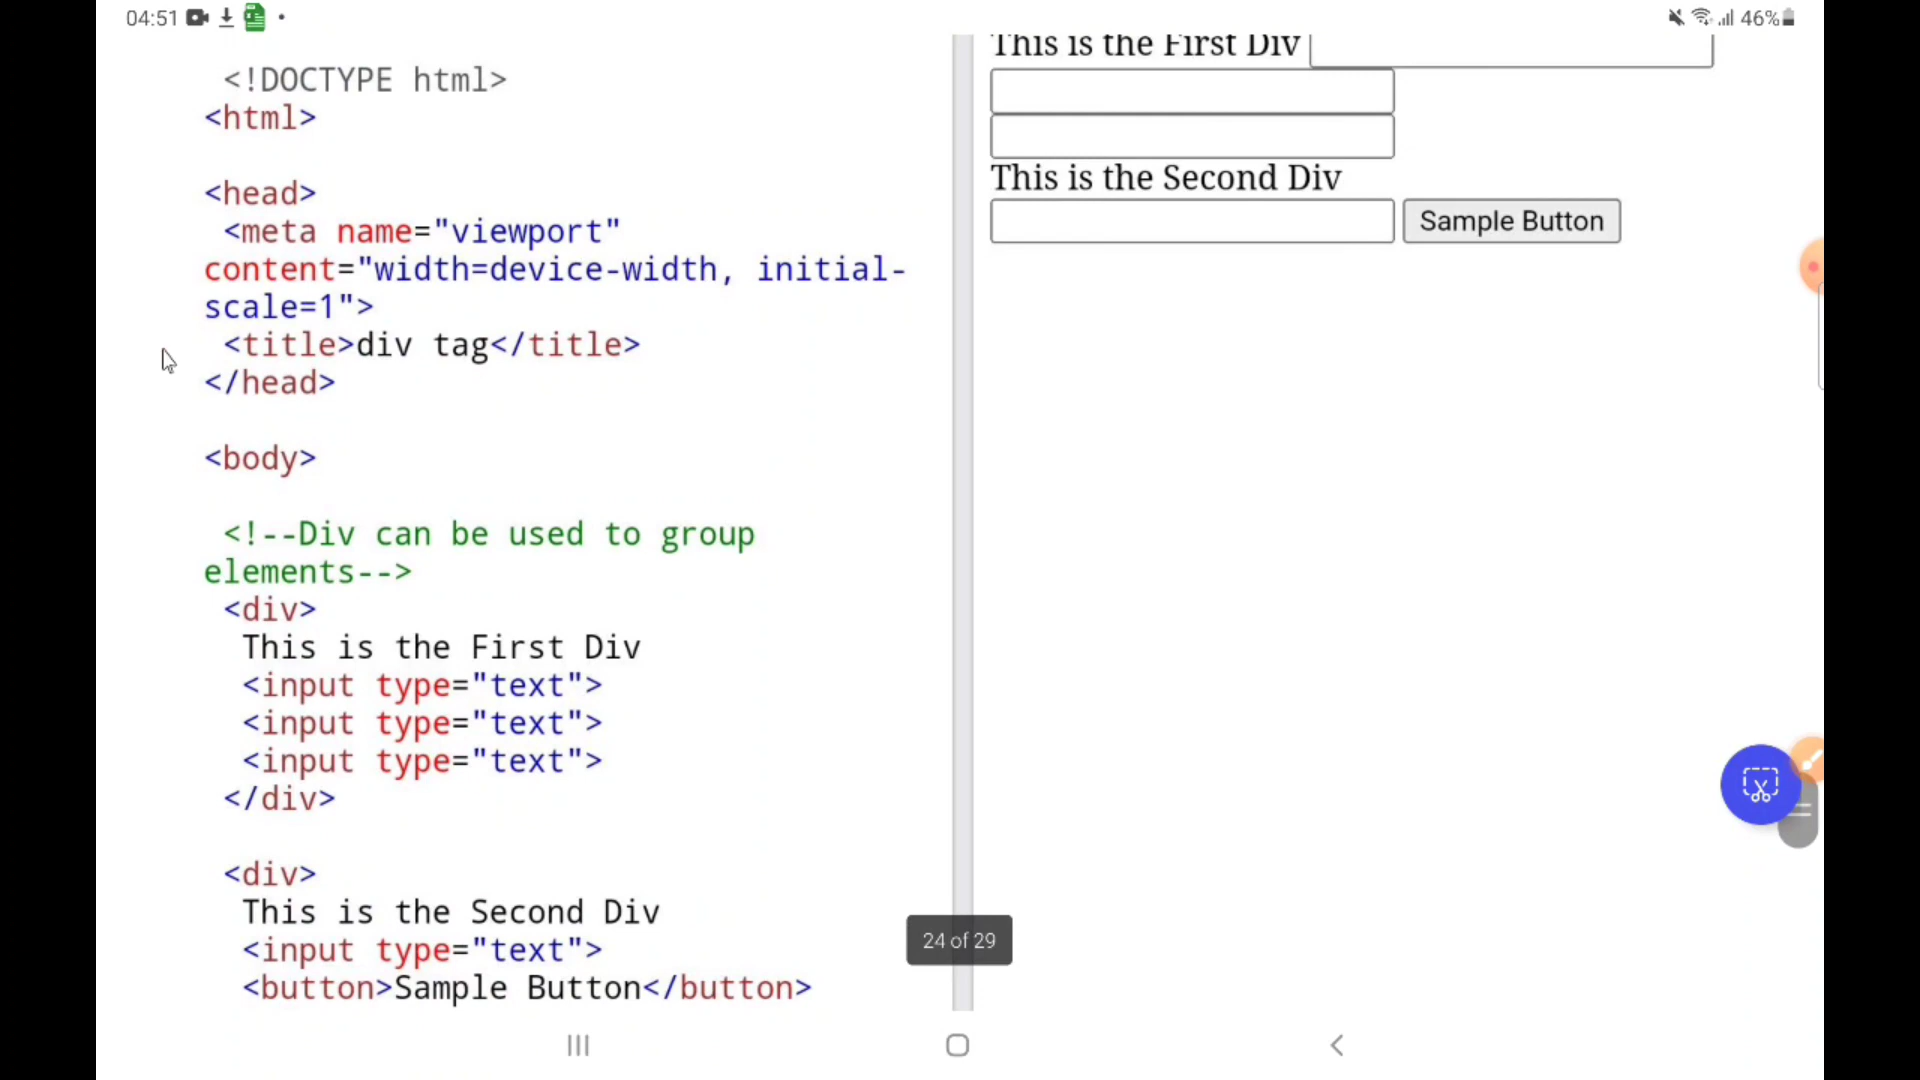 04:51
46%
<!DOCTYPE html>
<html>
<head>
<meta name="viewport"
content="width=device-width, initial-
scale=1">
<title>div tag</title>
</head>
<body>
<!--Div can be used to group
elements-->
<div>
This is the First Div
<input type="text">
<input type="text">
<input type="text">
</div>
<div>
This is the Second Div
<input type="text">
<button>Sample Button</button>
This is the First Div
This is the Second Div
Sample Button
24 of 29